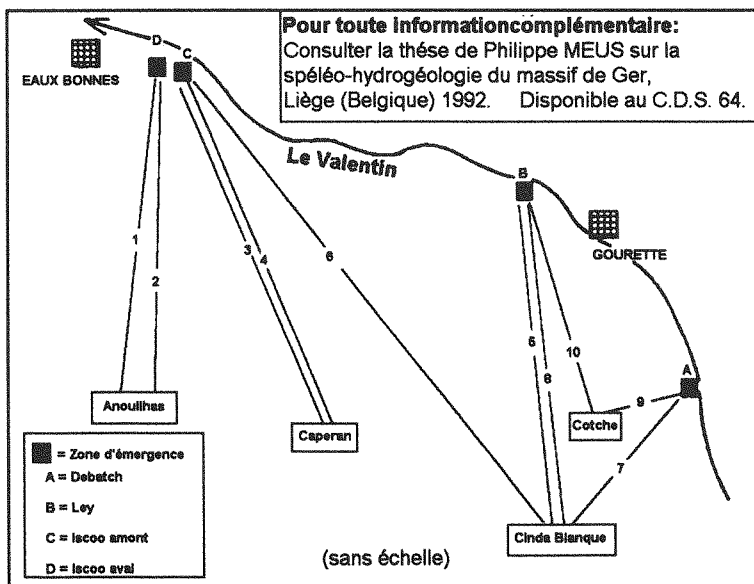 Pour toute informationcomplémentaire:
Consulter la thése de Philippe MEUS sur la
spéléo-hydrogéologie du massif de Ger,
Liège (Belgique) 1992. Disponible au C.D.S. 64.
D
C
EAUX BONNES
Le Valentin
B
GOURETTE
1
2
3
4
6
5
8
10
A
9
7
Anouilhas
Caperan
Cotche
Cinda Blanque
= Zone d'émergence
A = Debatch
B = Ley
C = Iscoo amont
D = Iscoo aval
(sans échelle)